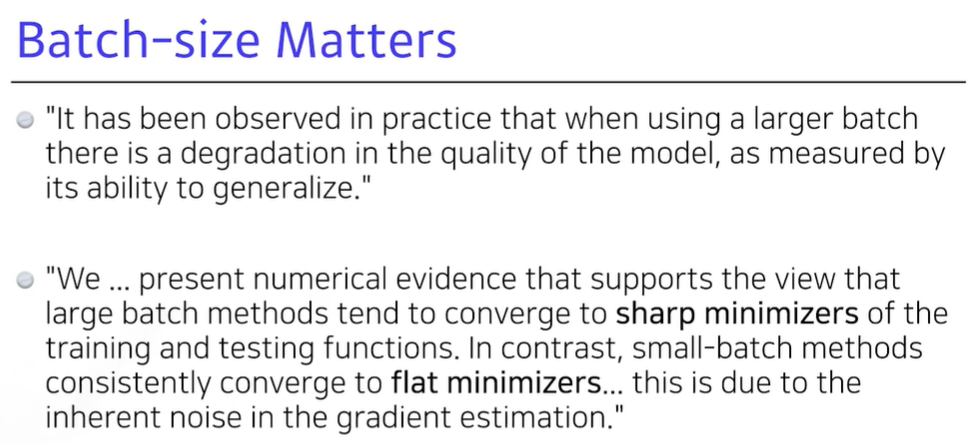 Batch-size Matters
"It has been observed in practice that when using a larger batch
there is a degradation in the quality of the model, as measured by
its ability to generalize."
"We ... present numerical evidence that supports the view that
large batch methods tend to converge to sharp minimizers of the
training and testing functions. In contrast, small-batch methods
consistently converge to flat minimizers... this is due to the
inherent noise in the gradient estimation."